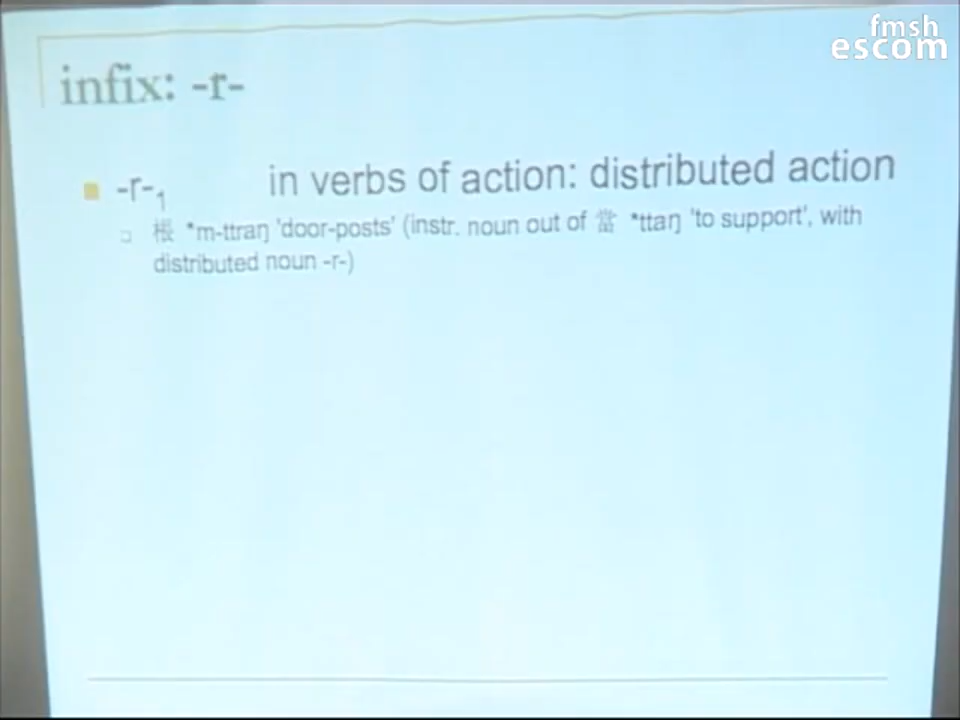 fmsh
escom
infix: -r-
-r-₁ in verbs of action: distributed action
棖 *m-ttraŋ 'door-posts' (instr. noun out of 當 *ttaŋ 'to support', with
distributed noun -r-)